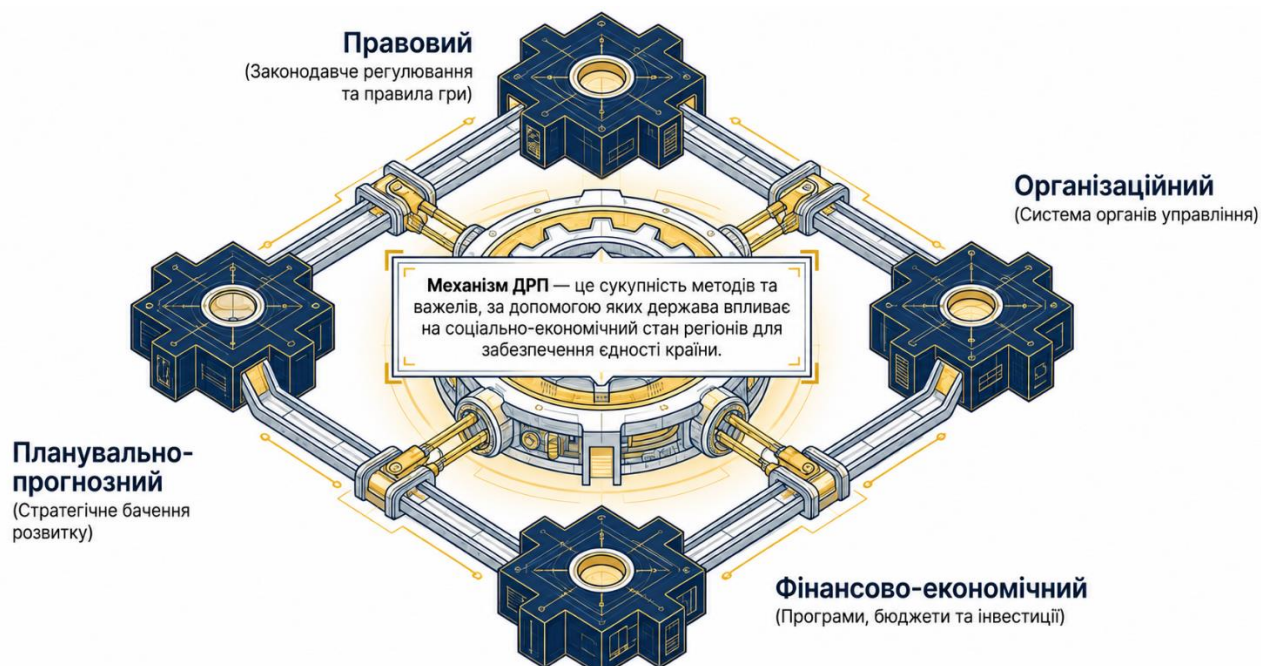 Правовий
(Законодавче регулювання
та правила гри)
Організаційний
(Система органів управління)
Механізм ДРП — це сукупність методів та
важелів, за допомогою яких держава впливає
на соціально-економічний стан регіонів для
забезпечення єдності країни.
Планувально-
прогнозний
(Стратегічне бачення
розвитку)
Фінансово-економічний
(Програми, бюджети та інвестиції)